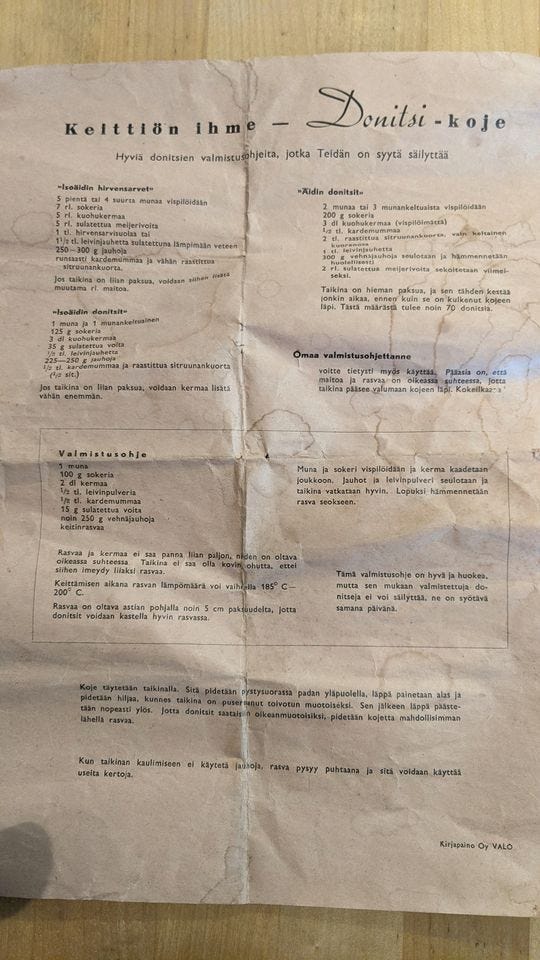 Keittiön ihme — Donitsi-koje
Hyviä donitsien valmistusohjeita, jotka Teidän on syytä säilyttää
„Isoäidin hirvensarvet"
5 pientä tai 4 suurta munaa vispilöidään
7 rl. sokeria
5 rl. kuohukermaa
5 rl. sulatettua meijerivoita
1 tl. hirvensarvisuolaa tai
1 1/2 tl. leivinjauhetta sulatettuna lämpimään veteen
250—300 g jauhoja
runsaasti kardemummaa ja vähän raastittua
sitruunankuorta.
Jos taikina on liian paksua, voidaan siihen lisätä
muutama rl. maitoa.
„Isoäidin donitsit"
1 muna ja 1 munankeltuainen
125 g sokeria
3 dl kuohukermaa
35 g sulatettua voita
1/2 tl. leivinjauhetta
225—250 g jauhoja
1/2 tl. kardemummaa ja raastittua sitruunankuorta
(1/2 sit.)
Jos taikina on liian paksua, voidaan kermaa lisätä
vähän enemmän.
„Äidin donitsit"
2 munaa tai 3 munankeltuaista vispilöidään
200 g sokeria
3 dl kuohukermaa (vispilöimättä)
1/2 tl. kardemummaa
2 tl. raastittua sitruunankuorta, vain keltainen
kuorenosa
1 tl. leivinjauhetta
300 g vehnäjauhoja seulotaan ja hämmennetään
huolellisesti
2 rl. sulatettua meijerivoita sekoitetaan viimei-
seksi.
Taikina on hieman paksua, ja sen tähden kestää
jonkin aikaa, ennen kuin se on kulkenut kojeen
läpi. Tästä määrästä tulee noin 70 donitsia.
Omaa valmistusohjettanne
voitte tietysti myös käyttää. Pääasia on, että
maitoa ja rasvaa on oikeassa suhteessa, jotta
taikina pääsee valumaan kojeen läpi. Kokeilkaapa!
Valmistusohje
1 muna
100 g sokeria
2 dl kermaa
1/2 tl. leivinpulveria
1/2 tl. kardemummaa
15 g sulatettua voita
noin 250 g vehnäjauhoja
keitinrasvaa
Muna ja sokeri vispilöidään ja kerma kaadetaan
joukkoon. Jauhot ja leivinpulveri seulotaan ja
taikina vatkataan hyvin. Lopuksi hämmennetään
rasva seokseen.
Rasvaa ja kermaa ei saa panna liian paljon, niiden on oltava
oikeassa suhteessa. Taikina ei saa olla kovin ohutta, ettei
siihen imeydy liiaksi rasvaa.
Keittämisen aikana rasvan lämpömäärä voi vaihdella 185° C—
200° C.
Rasvaa on oltava astian pohjalla noin 5 cm paksuudelta, jotta
donitsit voidaan kastella hyvin rasvassa.
Tämä valmistusohje on hyvä ja huokea,
mutta sen mukaan valmistettuja do-
nitseja ei voi säilyttää, ne on syötävä
samana päivänä.
Koje täytetään taikinalla. Sitä pidetään pystysuorassa padan yläpuolella, läppä painetaan alas ja
pidetään hiljaa, kunnes taikina on pusertunut toivotun muotoiseksi. Sen jälkeen läppä pääste-
tään nopeasti ylös. Jotta donitsit saataisiin oikeanmuotoisiksi, pidetään kojetta mahdollisimman
lähellä rasvaa.
Kun taikinan kaulimiseen ei käytetä jauhoja, rasva pysyy puhtaana ja sitä voidaan käyttää
useita kertoja.
Kirjapaino Oy VALO